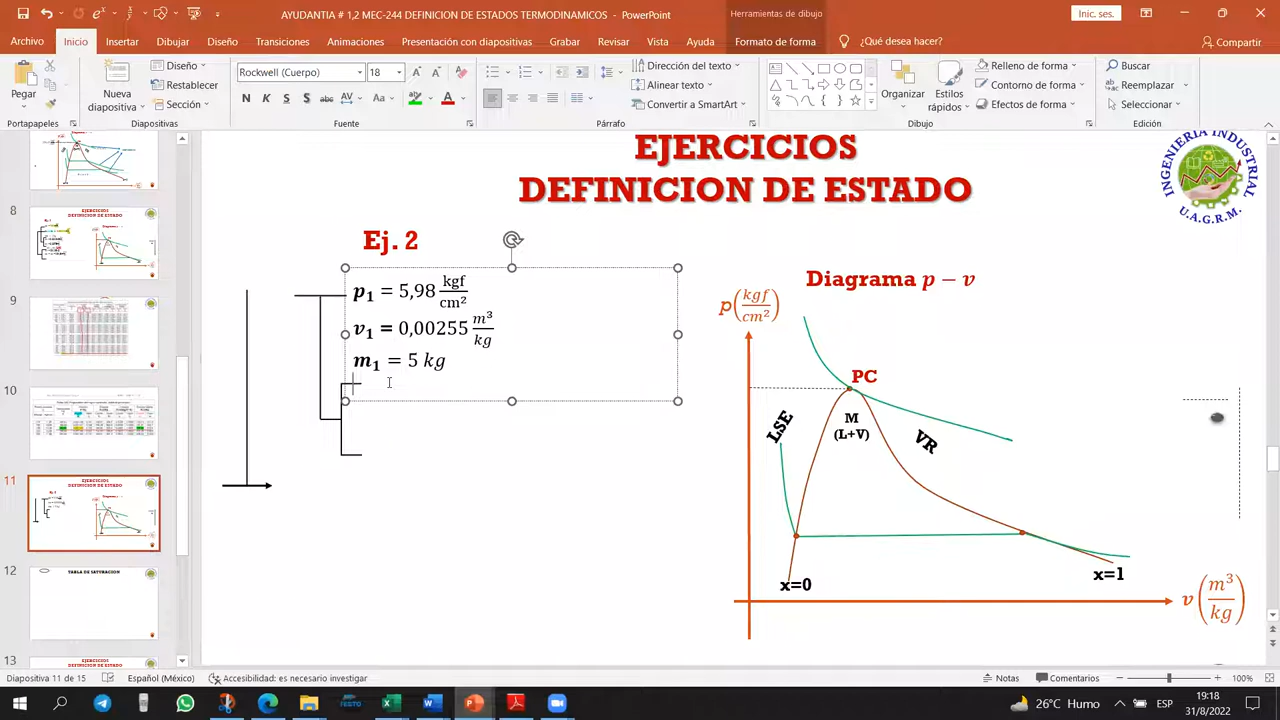 AYUDANTIA # 1,2 MEC-244 DEFINICION DE ESTADOS TERMODINAMICOS - PowerPoint
Herramientas de dibujo
Inic. ses.
Archivo Inicio Insertar Dibujar Diseño Transiciones Animaciones Presentación con diapositivas Grabar Revisar Vista Ayuda Formato de forma ¿Qué desea hacer? Compartir
Pegar
Nueva diapositiva
Diseño
Restablecer
Sección
Rockwell (Cuerpo) 18
N K S S abc AV Aa
Dirección del texto
Alinear texto
Convertir a SmartArt
Organizar
Estilos rápidos
Relleno de forma
Contorno de forma
Efectos de forma
Buscar
Reemplazar
Seleccionar
Portapapeles Diapositivas Fuente Párrafo Dibujo Edición
8
9
10
11
12
TABLA DE SATURACION
13
EJERCICIOS
DEFINICION DE ESTADO
INGENIERIA INDUSTRIAL
U.A.G.R.M.
Ej. 2
p₁ = 5,98 kgf/cm²
v₁ = 0,00255 m³/kg
m₁ = 5 kg
Diagrama p − v
p(kgf/cm²)
PC
LSE
M
(L+V)
VR
x=0
x=1
v(m³/kg)
Diapositiva 11 de 15 Español (México) Accesibilidad: es necesario investigar Notas Comentarios 100%
FESTO
26°C Humo ESP
19:18
31/8/2022